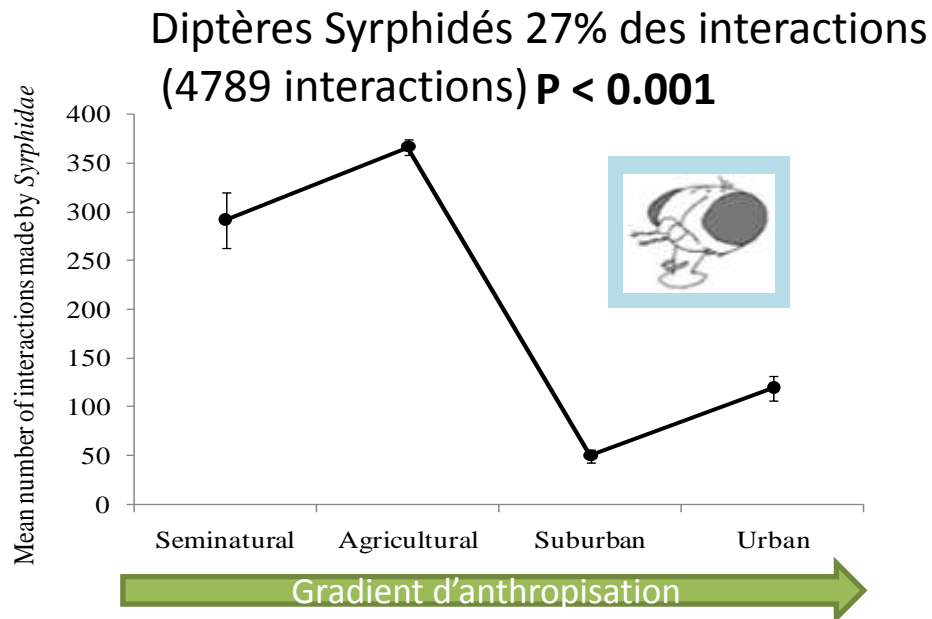 Diptères Syrphidés 27% des interactions
(4789 interactions) P < 0.001
Mean number of interactions made by Syrphidae
400
350
300
250
200
150
100
50
0
Seminatural Agricultural Suburban Urban
Gradient d’anthropisation